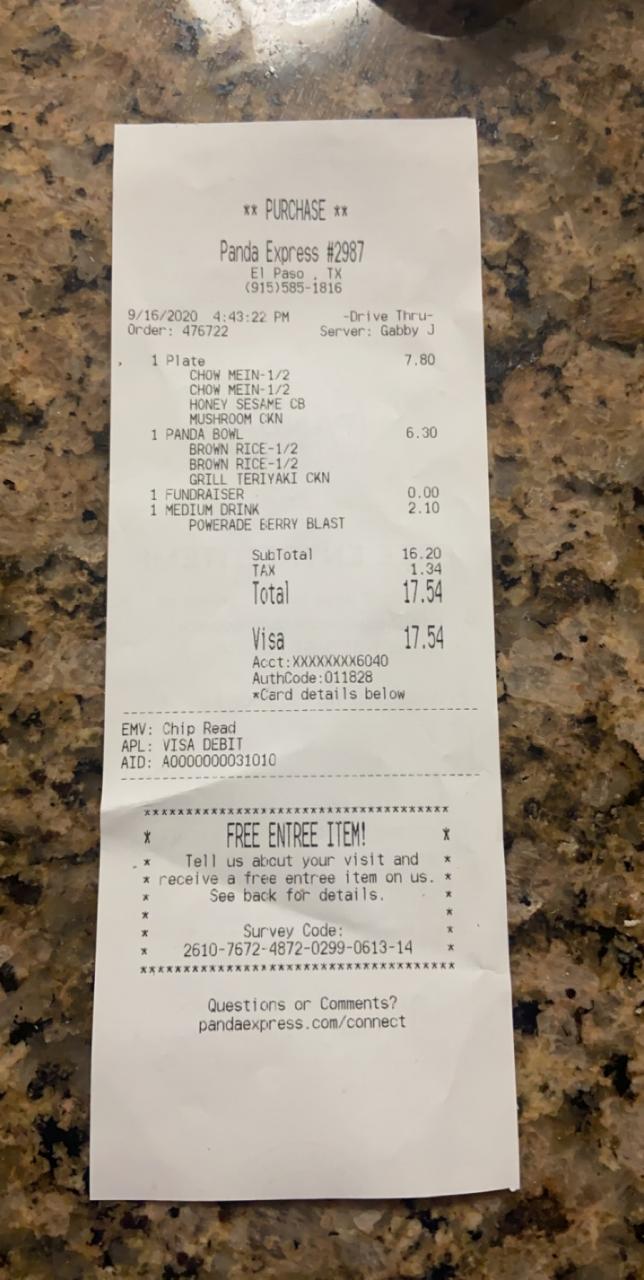 ** PURCHASE **
Panda Express #2987
El Paso , TX
(915)585-1816
9/16/2020 4:43:22 PM -Drive Thru-
Order: 476722 Server: Gabby J
1 Plate 7.80
CHOW MEIN-1/2
CHOW MEIN-1/2
HONEY SESAME CB
MUSHROOM CKN
1 PANDA BOWL 6.30
BROWN RICE-1/2
BROWN RICE-1/2
GRILL TERIYAKI CKN
1 FUNDRAISER 0.00
1 MEDIUM DRINK 2.10
POWERADE BERRY BLAST
SubTotal 16.20
TAX 1.34
Total 17.54
Visa 17.54
Acct:XXXXXXXX6040
AuthCode:011828
*Card details below
EMV: Chip Read
APL: VISA DEBIT
AID: A0000000031010
FREE ENTREE ITEM!
Tell us about your visit and
receive a free entree item on us.
See back for details.
Survey Code:
2610-7672-4872-0299-0613-14
Questions or Comments?
pandaexpress.com/connect